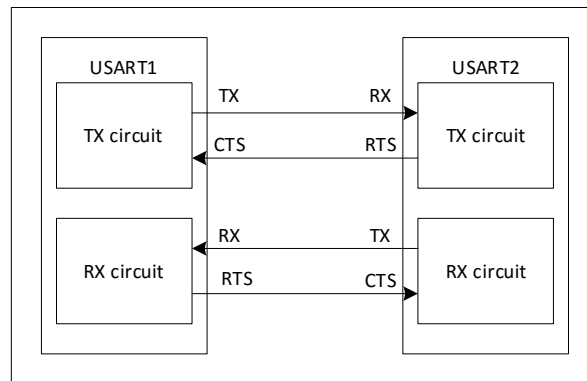 USART1 USART2
TX RX
TX circuit TX circuit
CTS RTS
RX TX
RX circuit RX circuit
RTS CTS